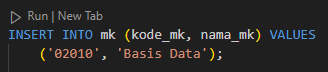 Run | New Tab
INSERT INTO mk (kode_mk, nama_mk) VALUES
('02010', 'Basis Data');